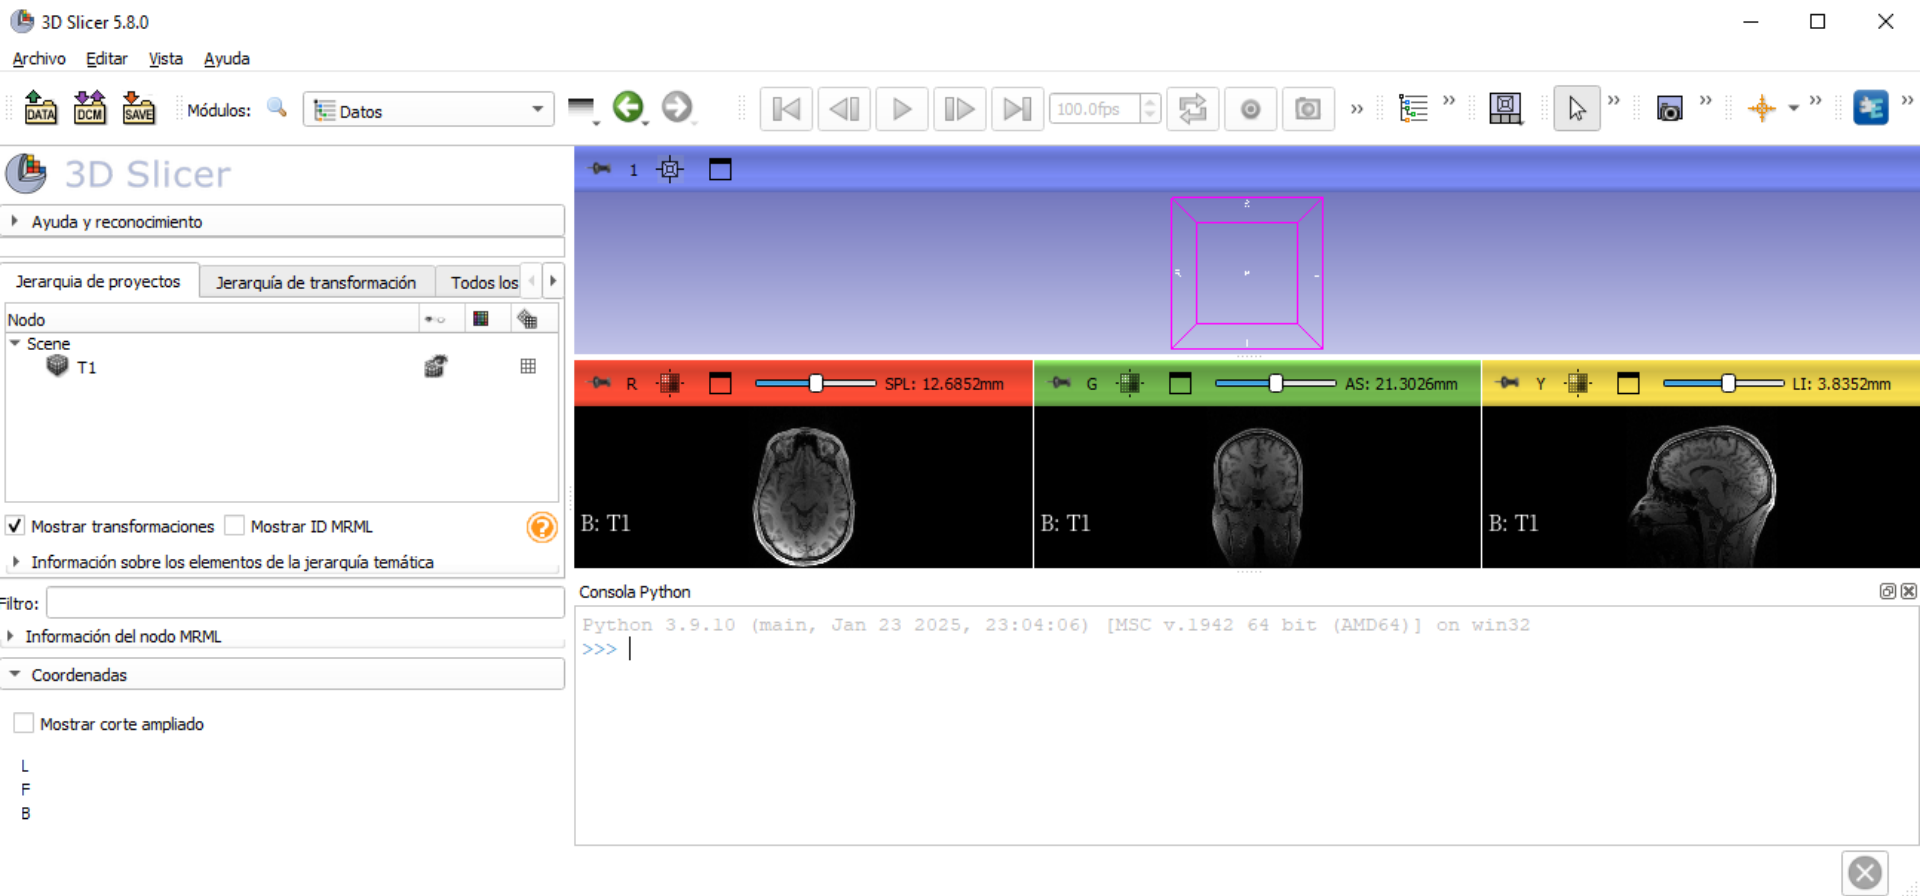 3D Slicer 5.8.0
Archivo Editar Vista Ayuda
DATA DCM SAVE Módulos: Datos 100.0fps
3D Slicer
1
Ayuda y reconocimiento
Jerarquia de proyectos Jerarquía de transformación Todos los
Nodo
Scene
T1
R SPL: 12.6852mm G AS: 21.3026mm Y LI: 3.8352mm
B: T1 B: T1 B: T1
Mostrar transformaciones Mostrar ID MRML
Información sobre los elementos de la jerarquía temática
Filtro:
Información del nodo MRML
Coordenadas
Mostrar corte ampliado
L
F
B
Consola Python
Python 3.9.10 (main, Jan 23 2025, 23:04:06) [MSC v.1942 64 bit (AMD64)] on win32
>>>